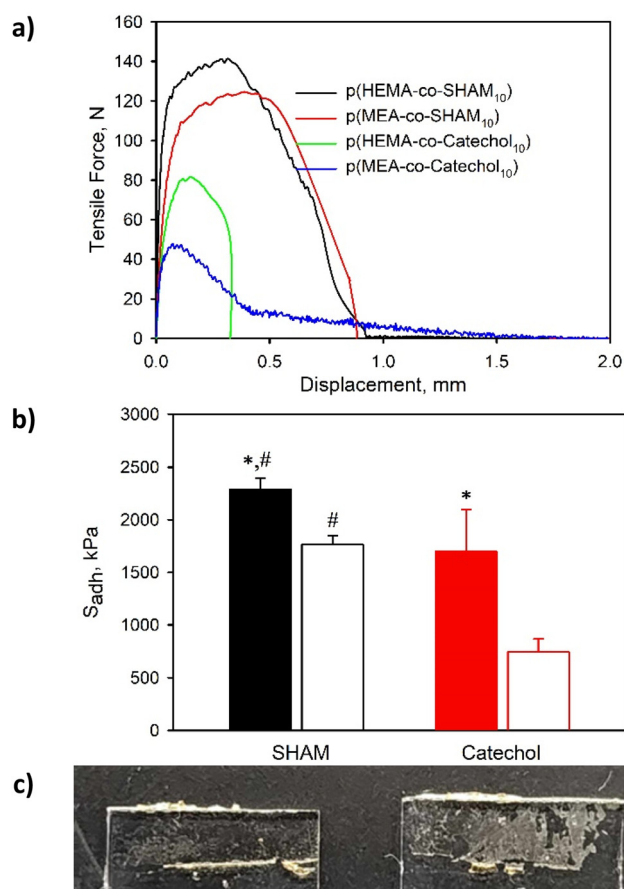 a)
160
140
120
100
80
60
40
20
0
Tensile Force, N
p(HEMA-co-SHAM₁₀)
p(MEA-co-SHAM₁₀)
p(HEMA-co-Catechol₁₀)
p(MEA-co-Catechol₁₀)
0.0 0.5 1.0 1.5 2.0
Displacement, mm
b)
3000
2500
2000
1500
1000
500
0
Sadh, kPa
*,#
#
*
SHAM Catechol
c)